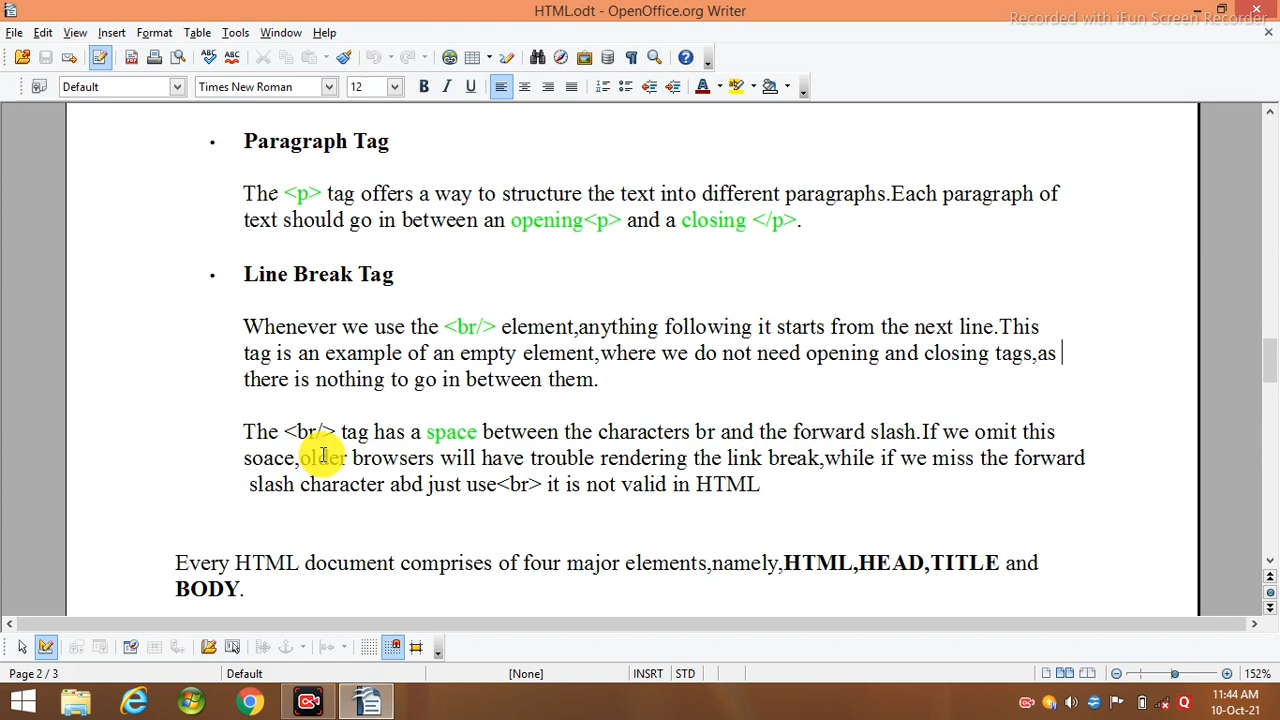 HTML.odt - OpenOffice.org Writer
Recorded with iFun Screen Recorder
File Edit View Insert Format Table Tools Window Help
Default Times New Roman 12
• Paragraph Tag
The <p> tag offers a way to structure the text into different paragraphs.Each paragraph of
text should go in between an opening<p> and a closing </p>.
• Line Break Tag
Whenever we use the <br/> element,anything following it starts from the next line.This
tag is an example of an empty element,where we do not need opening and closing tags,as
there is nothing to go in between them.
The <br/> tag has a space between the characters br and the forward slash.If we omit this
soace,older browsers will have trouble rendering the link break,while if we miss the forward
slash character abd just use<br> it is not valid in HTML
Every HTML document comprises of four major elements,namely,HTML,HEAD,TITLE and
BODY.
Page 2 / 3 Default [None] INSRT STD 152%
11:44 AM
10-Oct-21